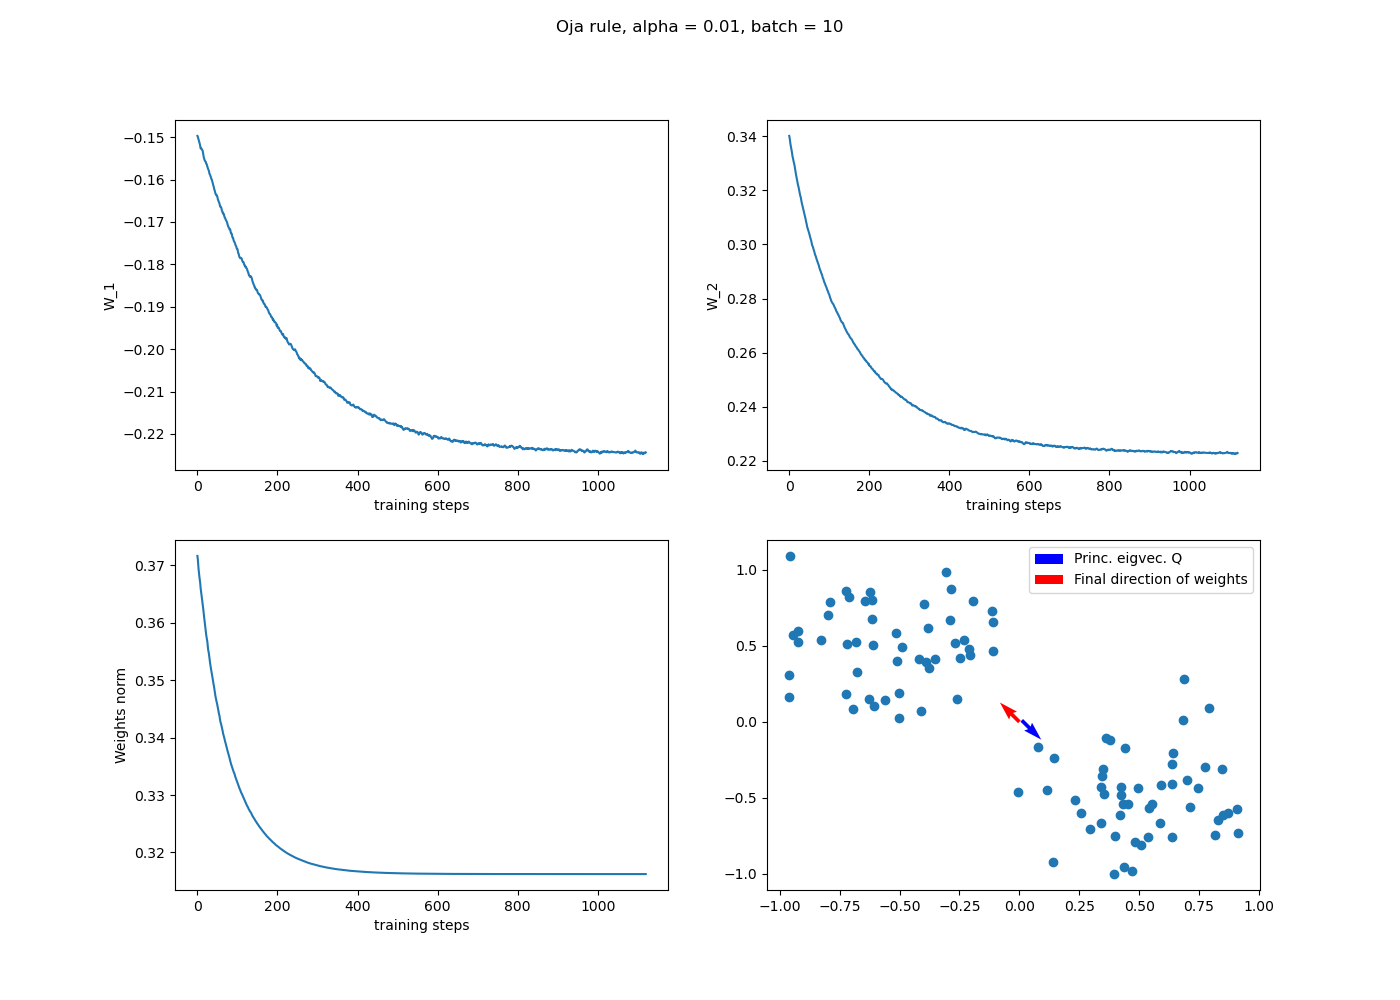 Oja rule, alpha = 0.01, batch = 10
−0.15
−0.16
−0.17
−0.18
−0.19
−0.20
−0.21
−0.22
W_1
0 200 400 600 800 1000
training steps
0.34
0.32
0.30
0.28
0.26
0.24
0.22
W_2
0 200 400 600 800 1000
training steps
0.37
0.36
0.35
0.34
0.33
0.32
Weights norm
0 200 400 600 800 1000
training steps
Princ. eigvec. Q
Final direction of weights
1.0
0.5
0.0
−0.5
−1.0
−1.00 −0.75 −0.50 −0.25 0.00 0.25 0.50 0.75 1.00